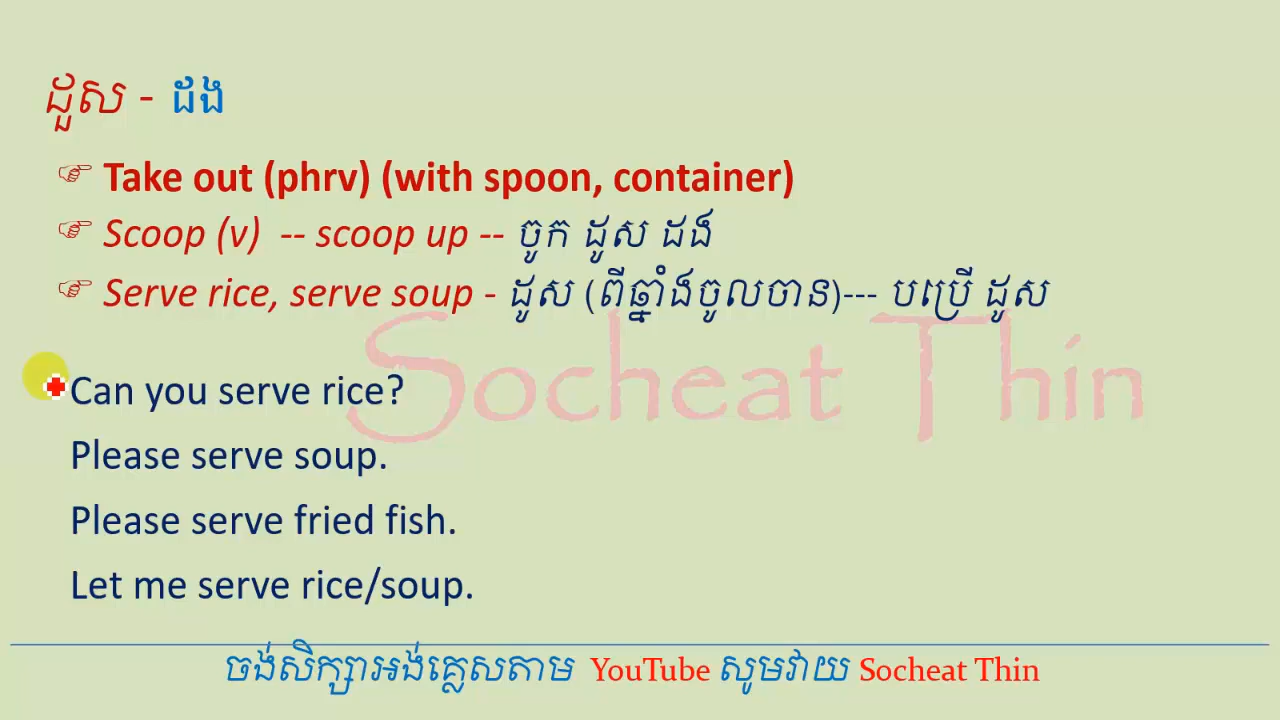 ដួស - ដង
Take out (phrv) (with spoon, container)
Scoop (v) -- scoop up -- ចូក ដួស ដង
Serve rice, serve soup - ដួស (ពីឆ្នាំងចូលចាន)--- បម្រើ ដួស
Socheat Thin
Can you serve rice?
Please serve soup.
Please serve fried fish.
Let me serve rice/soup.
ចង់សិក្សាអង់គ្លេសតាម YouTube សូមវាយ Socheat Thin